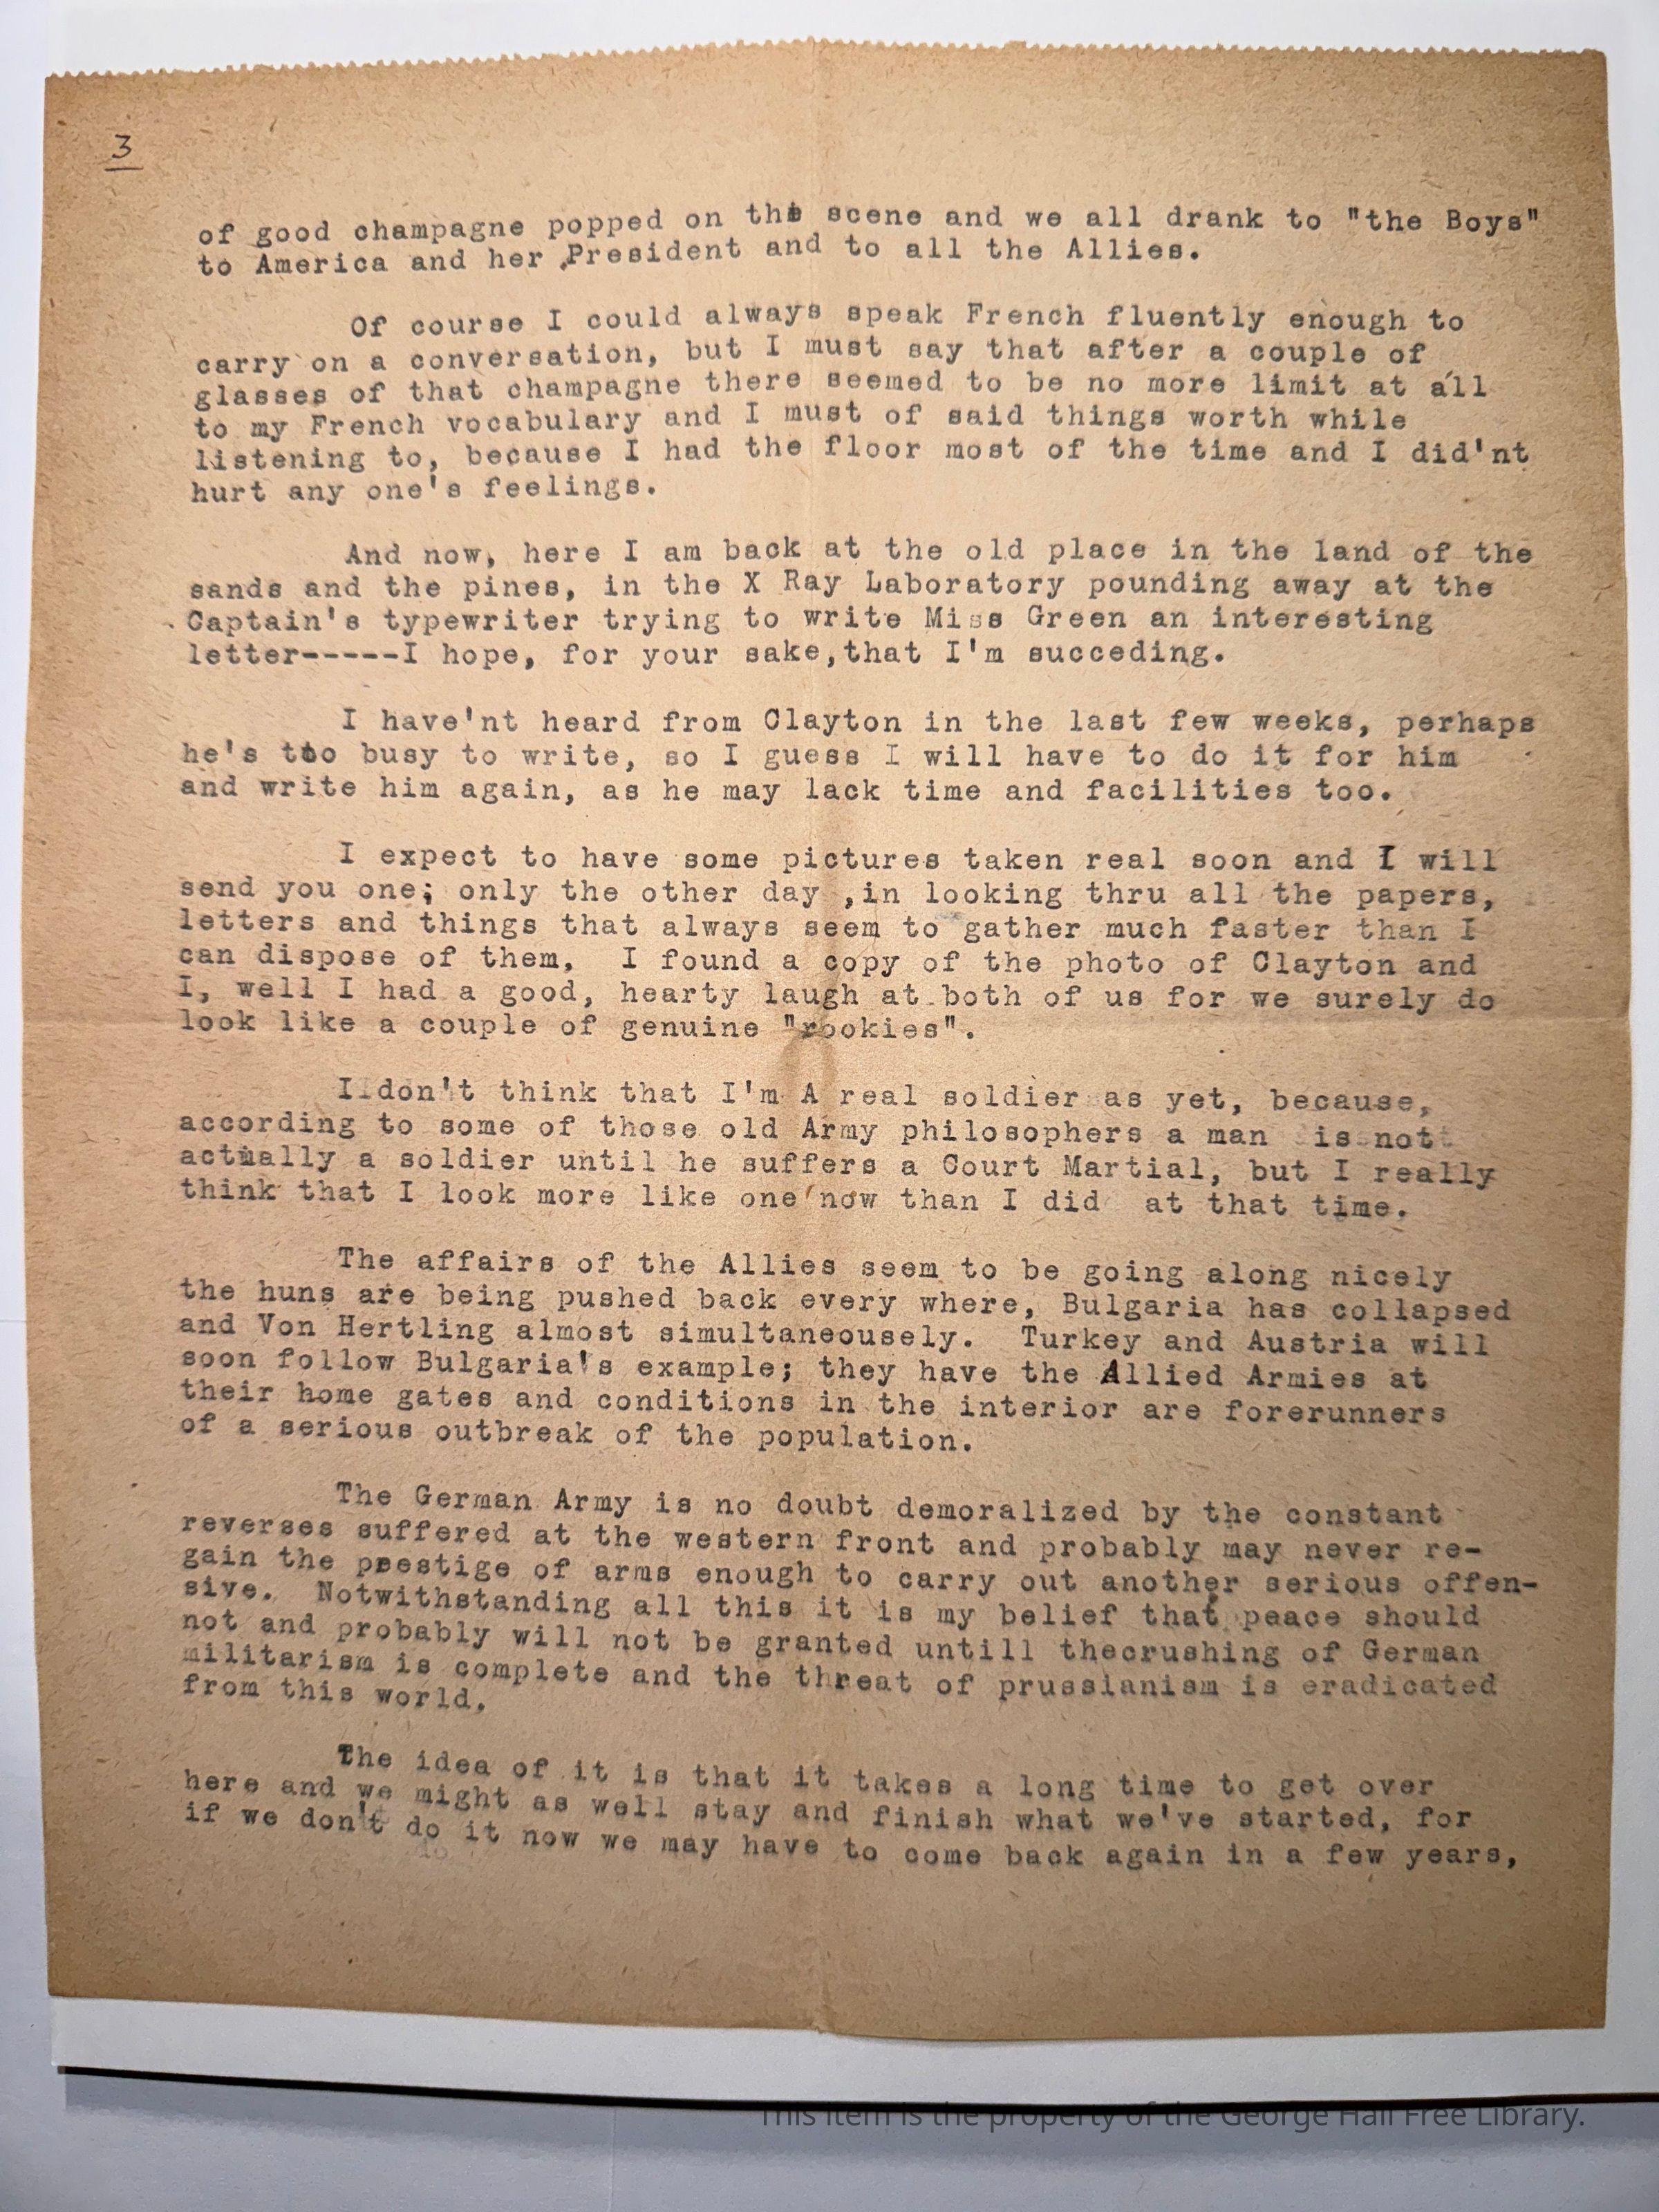 3
of good champagne popped on the scene and we all drank to "the Boys"
to America and her President and to all the Allies.
Of course I could always speak French fluently enough to
carry on a conversation, but I must say that after a couple of
glasses of that champagne there seemed to be no more limit at all
to my French vocabulary and I must of said things worth while
listening to, because I had the floor most of the time and I did'nt
hurt any one's feelings.
And now, here I am back at the old place in the land of the
sands and the pines, in the X Ray Laboratory pounding away at the
Captain's typewriter trying to write Miss Green an interesting
letter-----I hope, for your sake,that I'm succeding.
I have'nt heard from Clayton in the last few weeks, perhaps
he's too busy to write, so I guess I will have to do it for him
and write him again, as he may lack time and facilities too.
I expect to have some pictures taken real soon and I will
send you one; only the other day ,in looking thru all the papers,
letters and things that always seem to gather much faster than I
can dispose of them, I found a copy of the photo of Clayton and
I, well I had a good, hearty laugh at both of us for we surely do
look like a couple of genuine "rookies".
I don't think that I'm A real soldier as yet, because,
according to some of those old Army philosophers a man is not
actually a soldier until he suffers a Court Martial, but I really
think that I look more like one now than I did at that time.
The affairs of the Allies seem to be going along nicely
the huns are being pushed back every where, Bulgaria has collapsed
and Von Hertling almost simultaneousely. Turkey and Austria will
soon follow Bulgaria's example; they have the Allied Armies at
their home gates and conditions in the interior are forerunners
of a serious outbreak of the population.
The German Army is no doubt demoralized by the constant
reverses suffered at the western front and probably may never re-
gain the prestige of arms enough to carry out another serious offen-
sive. Notwithstanding all this it is my belief that peace should
not and probably will not be granted untill thecrushing of German
militarism is complete and the threat of prussianism is eradicated
from this world.
The idea of it is that it takes a long time to get over
here and we might as well stay and finish what we've started, for
if we don't do it now we may have to come back again in a few years,
This item is the property of the George Hall Free Library.